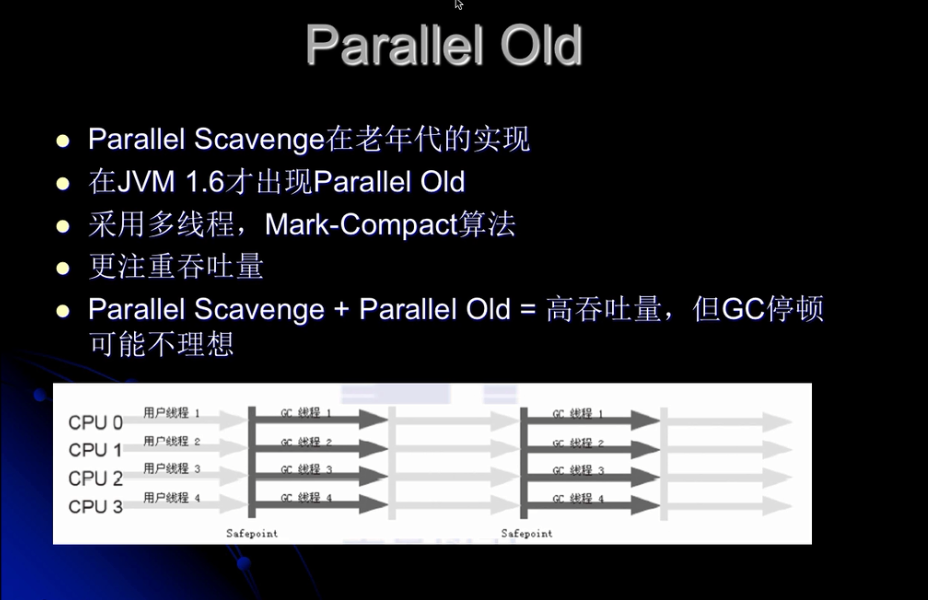 Parallel Old
Parallel Scavenge在老年代的实现
在JVM 1.6才出现Parallel Old
采用多线程，Mark-Compact算法
更注重吞吐量
Parallel Scavenge + Parallel Old = 高吞吐量，但GC停顿
可能不理想
CPU 0 用户线程 1 GC 线程 1 GC 线程 1
CPU 1 用户线程 2 GC 线程 2 GC 线程 2
CPU 2 用户线程 3 GC 线程 3 GC 线程 3
CPU 3 用户线程 4 GC 线程 4 GC 线程 4
Safepoint Safepoint